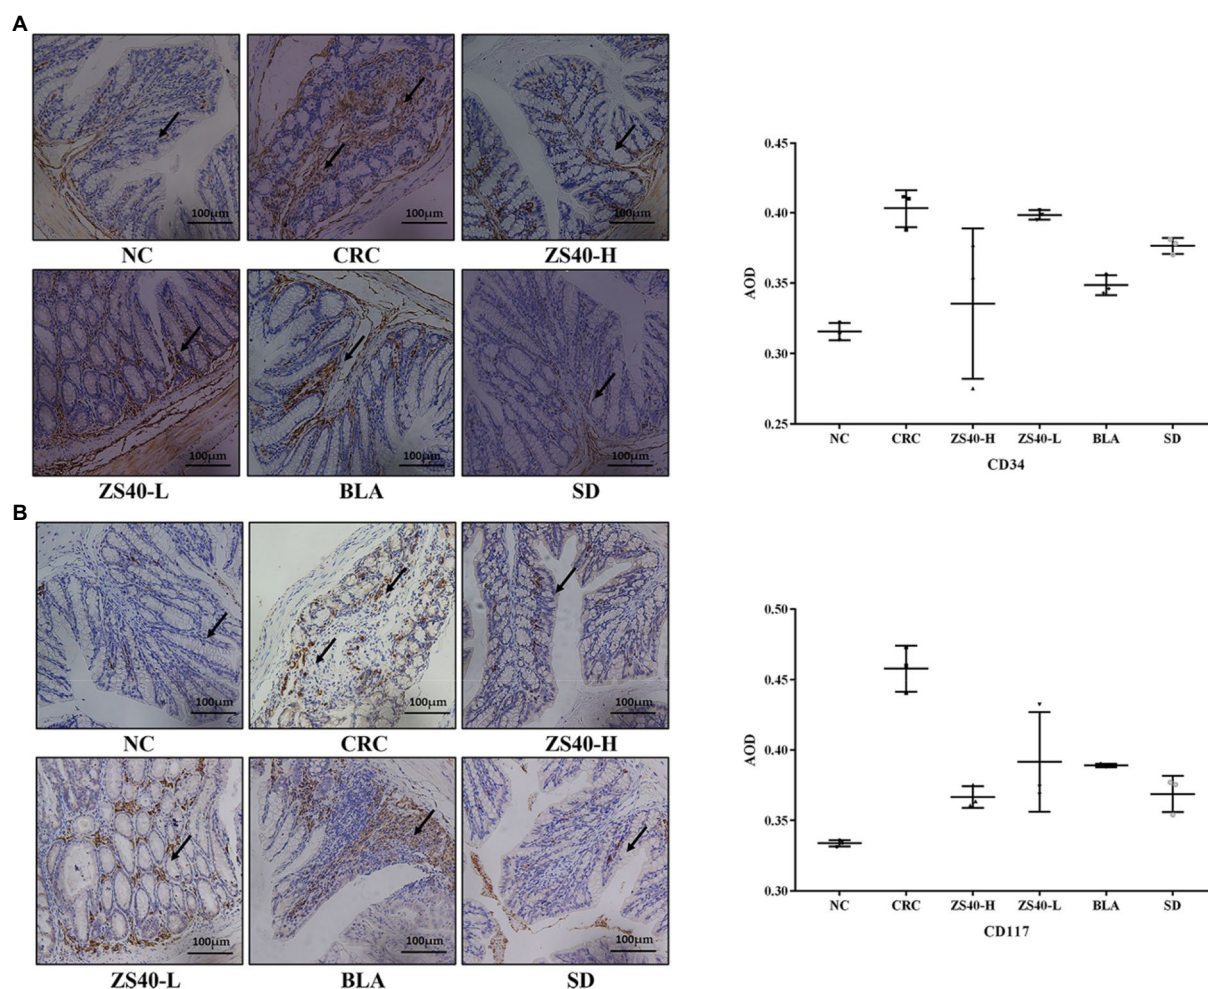 A
100μm 100μm 100μm
NC CRC ZS40-H
100μm 100μm 100μm
ZS40-L BLA SD
0.45
0.40
0.35
0.30
0.25
AOD
NC CRC ZS40-H ZS40-L BLA SD
CD34
B
100μm 100μm 100μm
NC CRC ZS40-H
100μm 100μm 100μm
ZS40-L BLA SD
0.50
0.45
0.40
0.35
0.30
AOD
NC CRC ZS40-H ZS40-L BLA SD
CD117